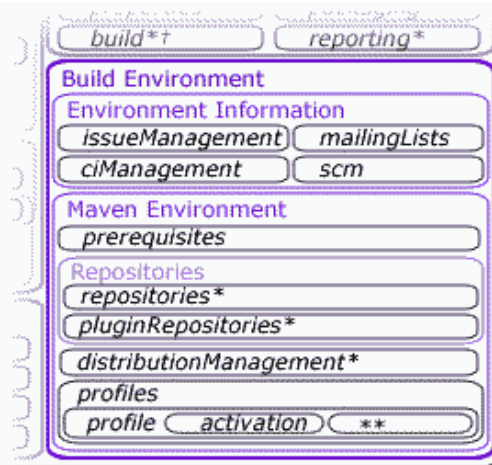 build*† reporting*
Build Environment
Environment Information
issueManagement mailingLists
ciManagement scm
Maven Environment
prerequisites
Repositories
repositories*
pluginRepositories*
distributionManagement*
profiles
profile activation **